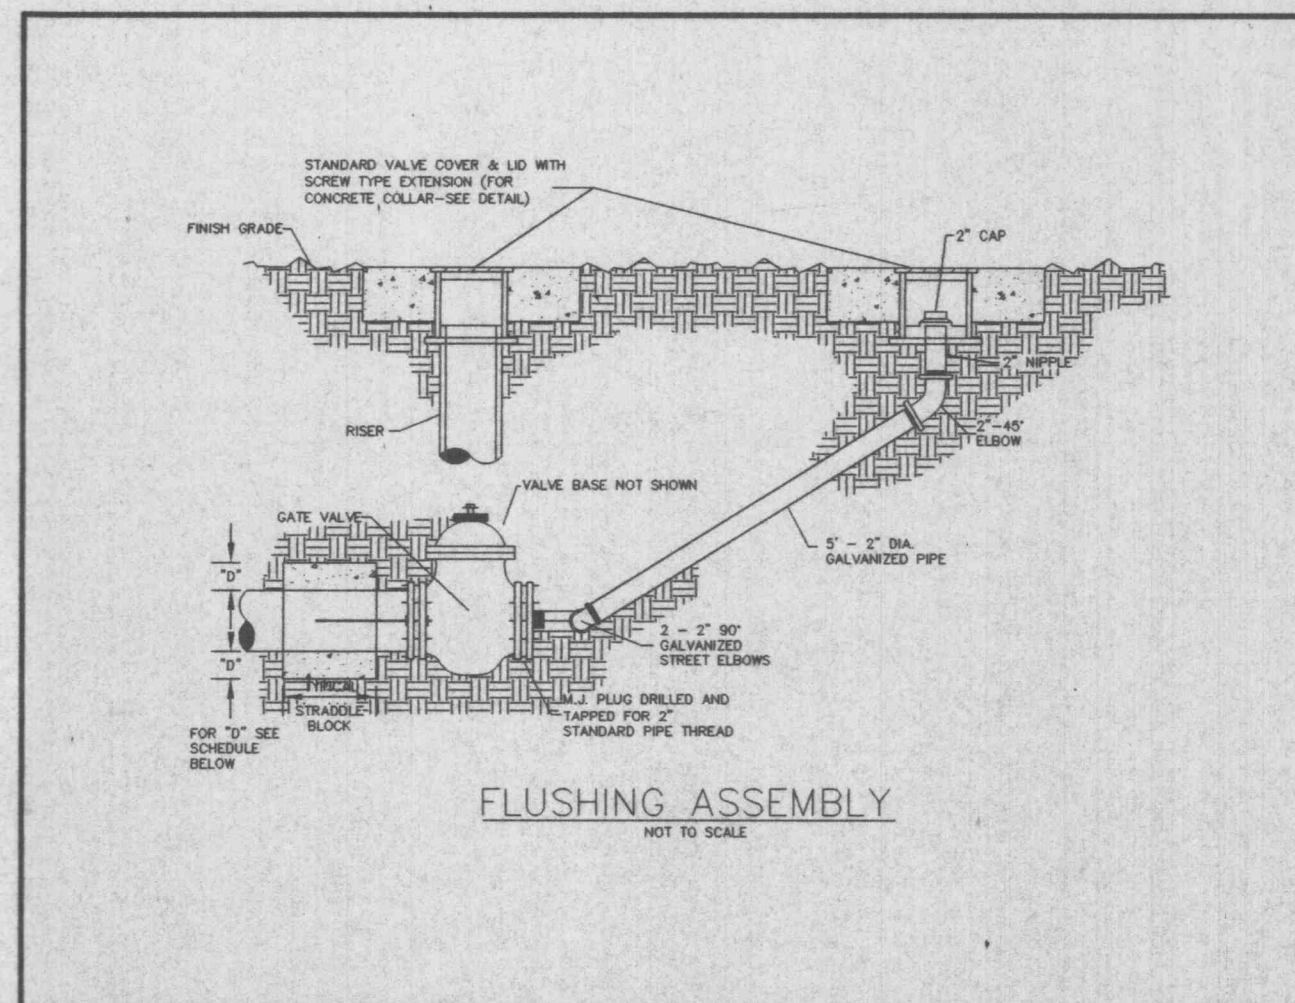 STANDARD VALVE COVER & LID WITH
SCREW TYPE EXTENSION (FOR
CONCRETE COLLAR-SEE DETAIL)
FINISH GRADE
2" CAP
2" NIPPLE
2"-45°
ELBOW
RISER
VALVE BASE NOT SHOWN
GATE VALVE
5' - 2" DIA.
GALVANIZED PIPE
"D"
"D"
2 - 2" 90°
GALVANIZED
STREET ELBOWS
TYPICAL
STRADDLE
BLOCK
M.J. PLUG DRILLED AND
TAPPED FOR 2"
STANDARD PIPE THREAD
FOR "D" SEE
SCHEDULE
BELOW
FLUSHING ASSEMBLY
NOT TO SCALE